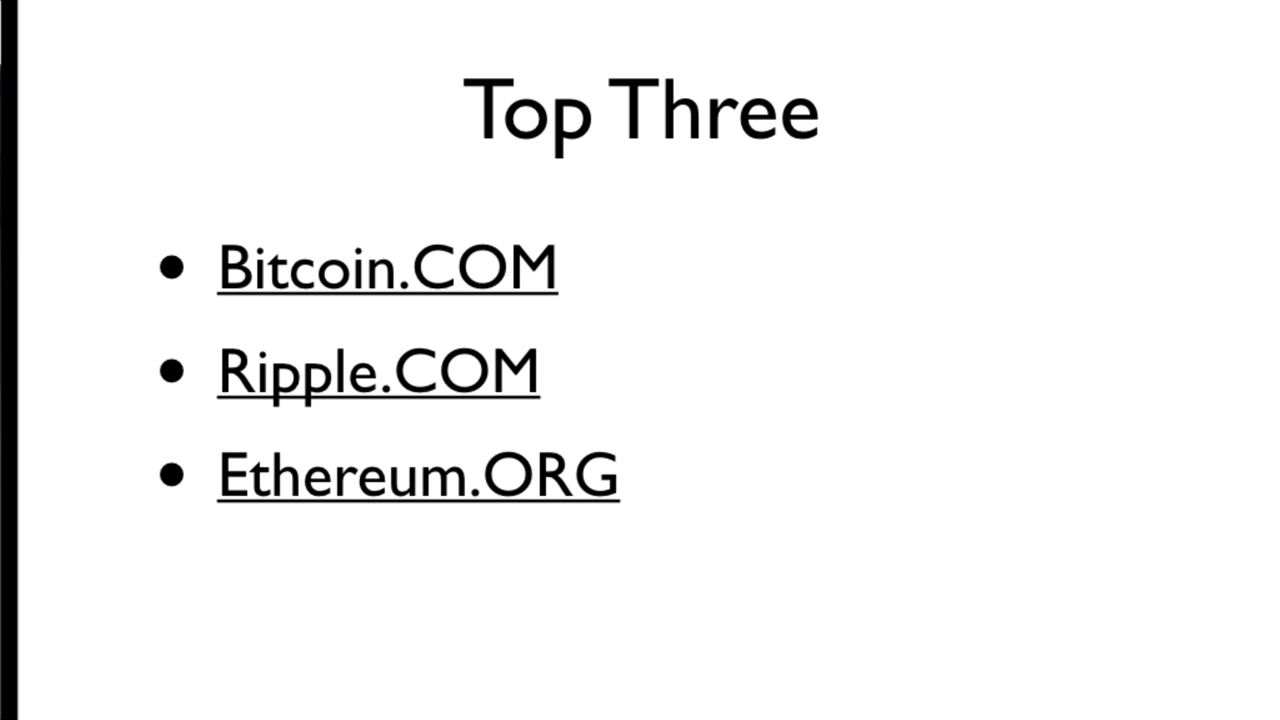 Top Three
• Bitcoin.COM
• Ripple.COM
• Ethereum.ORG